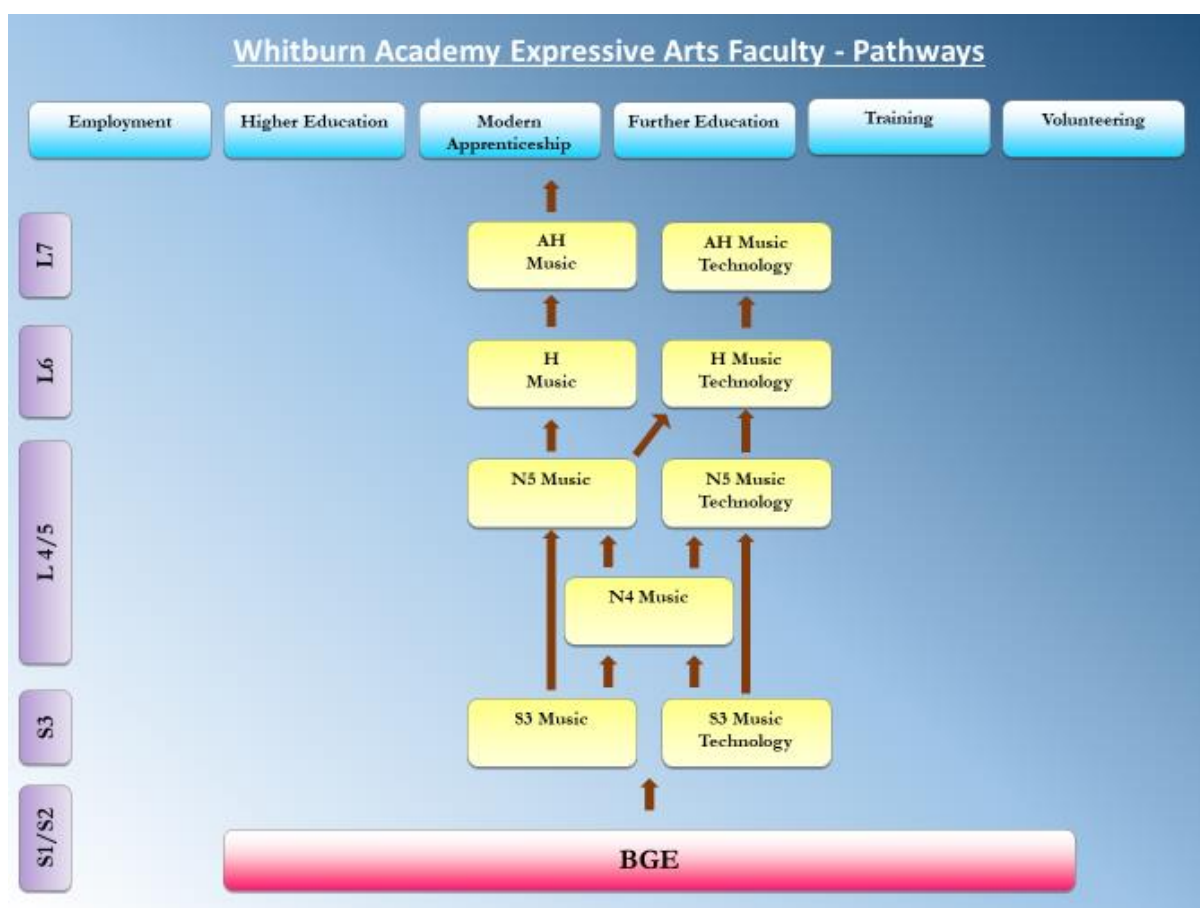 Whitburn Academy Expressive Arts Faculty - Pathways
Employment
Higher Education
Modern
Apprenticeship
Further Education
Training
Volunteering
L7
AH
Music
AH Music
Technology
L6
H
Music
H Music
Technology
L 4/5
N5 Music
N5 Music
Technology
N4 Music
S3
S3 Music
S3 Music
Technology
S1/S2
BGE